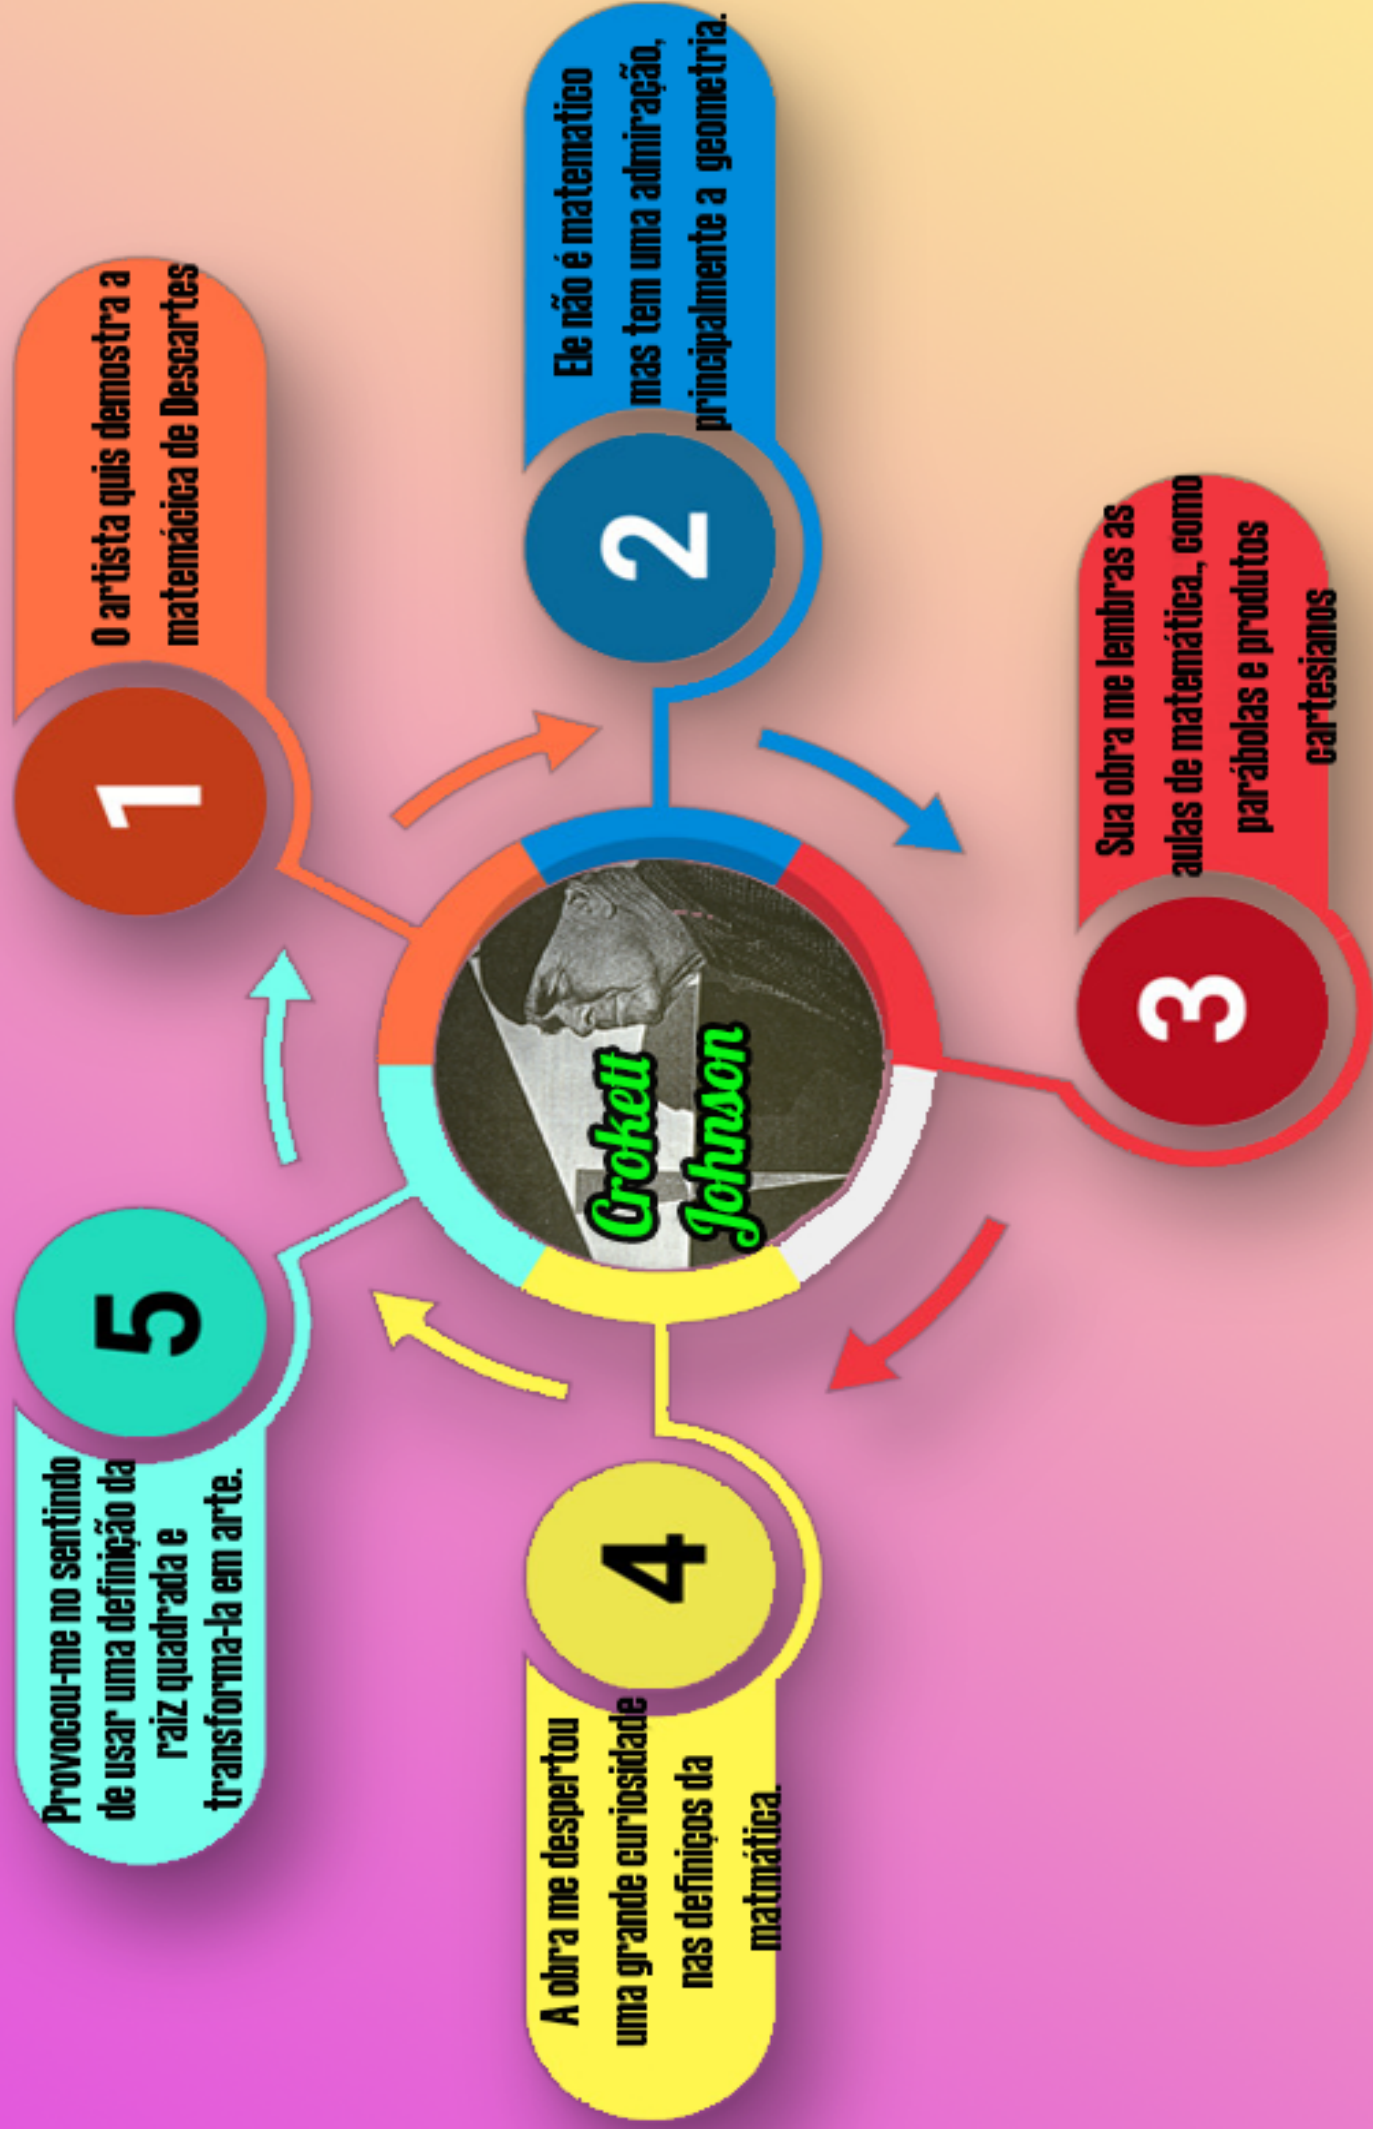 Crokett
Johnson
1
O artista quis demostra a
matemácica de Descartes
2
Ele não é matematico
mas tem uma admiração,
principalmente a geometria.
3
Sua obra me lembras as
aulas de matemática., como
parábolas e produtos
cartesianos
4
A obra me despertou
uma grande curiosidade
nas definiços da
matmática.
5
Provocou-me no sentindo
de usar uma definição da
raiz quadrada e
transforma-la em arte.